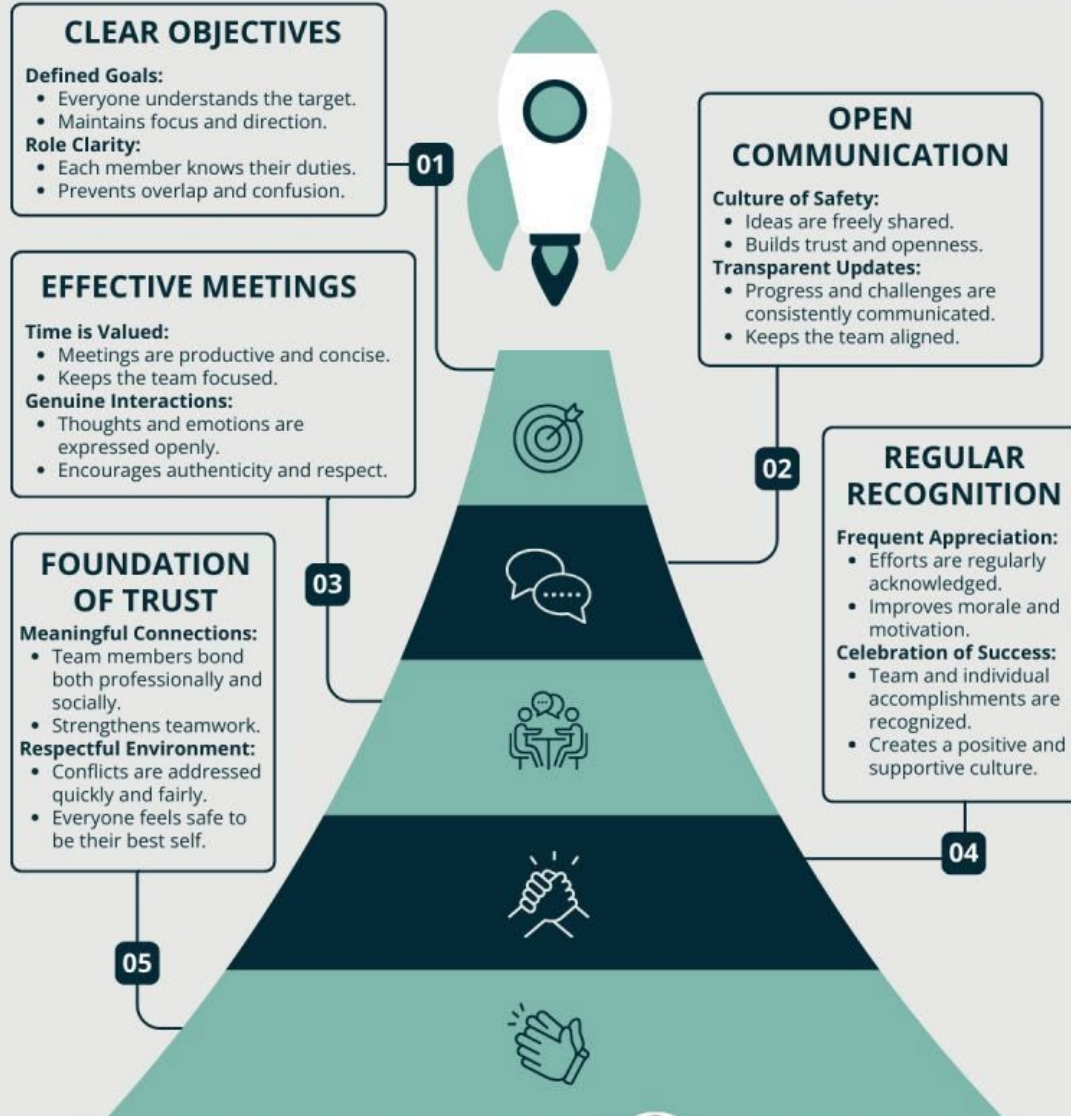 CLEAR OBJECTIVES
Defined Goals:
• Everyone understands the target.
• Maintains focus and direction.
Role Clarity:
• Each member knows their duties.
• Prevents overlap and confusion.
01
OPEN
COMMUNICATION
Culture of Safety:
• Ideas are freely shared.
• Builds trust and openness.
Transparent Updates:
• Progress and challenges are
consistently communicated.
• Keeps the team aligned.
02
EFFECTIVE MEETINGS
Time is Valued:
• Meetings are productive and concise.
• Keeps the team focused.
Genuine Interactions:
• Thoughts and emotions are
expressed openly.
• Encourages authenticity and respect.
03
REGULAR
RECOGNITION
Frequent Appreciation:
• Efforts are regularly
acknowledged.
• Improves morale and
motivation.
Celebration of Success:
• Team and individual
accomplishments are
recognized.
• Creates a positive and
supportive culture.
04
FOUNDATION
OF TRUST
Meaningful Connections:
• Team members bond
both professionally and
socially.
• Strengthens teamwork.
Respectful Environment:
• Conflicts are addressed
quickly and fairly.
• Everyone feels safe to
be their best self.
05